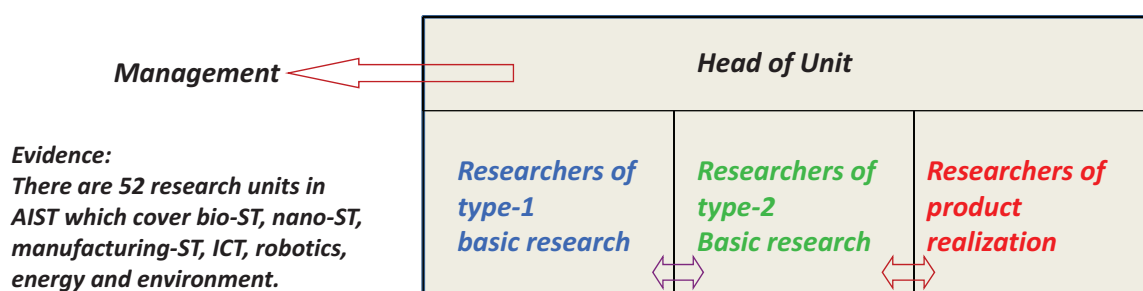 Management
Head of Unit
Evidence:
There are 52 research units in
AIST which cover bio-ST, nano-ST,
manufacturing-ST, ICT, robotics,
energy and environment.
Researchers of
type-1
basic research
Researchers of
type-2
Basic research
Researchers of
product
realization